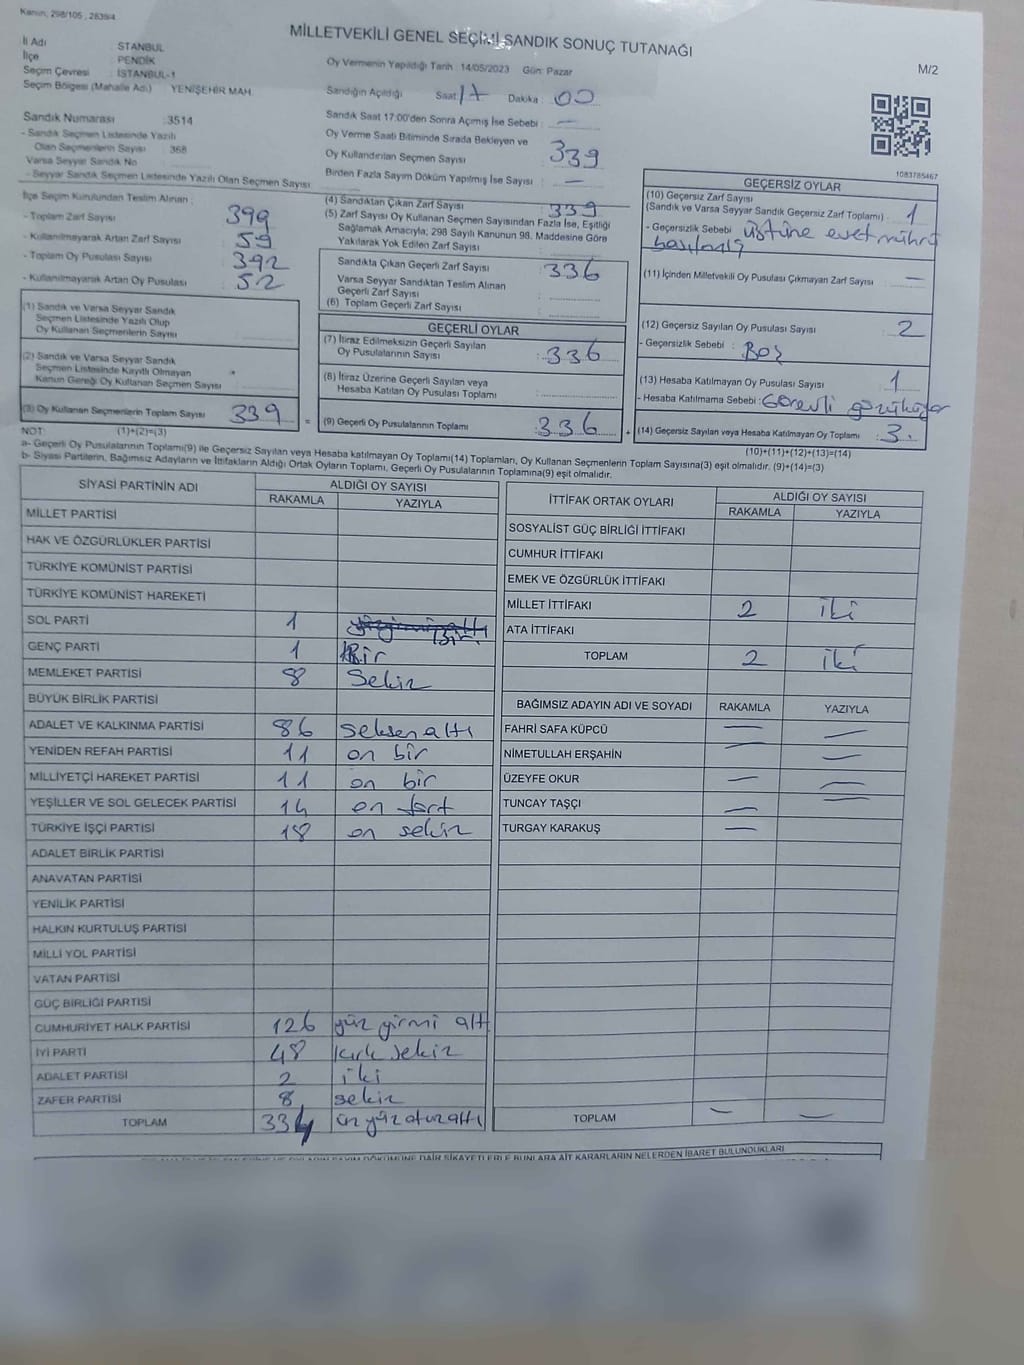 Kanun, 298/105 , 2839/4
MİLLETVEKİLİ GENEL SEÇİMİ SANDIK SONUÇ TUTANAĞI
M/2
İl Adı : STANBUL
İlçe : PENDİK
Seçim Çevresi : İSTANBUL-1
Seçim Bölgesi (Mahalle Adı) YENİŞEHİR MAH.
Sandık Numarası :3514
- Sandık Seçmen Listesinde Yazılı
Olan Seçmenlerin Sayısı : 368
Varsa Seyyar Sandık No
- Seyyar Sandık Seçmen Listesinde Yazılı Olan Seçmen Sayısı :
Oy Vermenin Yapıldığı Tarih :14/05/2023 Gün: Pazar
Sandığın Açıldığı Saat: 17 Dakika : 00
Sandık Saat 17:00'den Sonra Açımış İse Sebebi : —
Oy Verme Saati Bitiminde Sırada Bekleyen ve
Oy Kullandırılan Seçmen Sayısı : 339
Birden Fazla Sayım Döküm Yapılmış İse Sayısı : —
1083785467
İlçe Seçim Kurulundan Teslim Alınan :
- Toplam Zarf Sayısı : 399
- Kullanılmayarak Artan Zarf Sayısı : 59
- Toplam Oy Pusulası Sayısı : 392
- Kullanılmayarak Artan Oy Pusulası : 52
(1) Sandık ve Varsa Seyyar Sandık
Seçmen Listesinde Yazılı Olup
Oy Kullanan Seçmenlerin Sayısı :
(2) Sandık ve Varsa Seyyar Sandık
Seçmen Listesinde Kayıtlı Olmayan
Kanun Gereği Oy Kullanan Seçmen Sayısı :
(3) Oy Kullanan Seçmenlerin Toplam Sayısı : 339 =
NOT: (1)+(2)=(3)
(4) Sandıktan Çıkan Zarf Sayısı : 339
(5) Zarf Sayısı Oy Kullanan Seçmen Sayısından Fazla İse, Eşitliği
Sağlamak Amacıyla; 298 Sayılı Kanunun 98. Maddesine Göre
Yakılarak Yok Edilen Zarf Sayısı :
Sandıkta Çıkan Geçerli Zarf Sayısı : 336
Varsa Seyyar Sandıktan Teslim Alınan
Geçerli Zarf Sayısı :
(6) Toplam Geçerli Zarf Sayısı :
GEÇERLİ OYLAR
(7) İtiraz Edilmeksizin Geçerli Sayılan
Oy Pusulalarının Sayısı : 336
(8) İtiraz Üzerine Geçerli Sayılan veya
Hesaba Katılan Oy Pusulaları Toplamı :
(9) Geçerli Oy Pusulalarının Toplamı : 336 +
GEÇERSİZ OYLAR
(10) Geçersiz Zarf Sayısı
(Sandık ve Varsa Seyyar Sandık Geçersiz Zarf Toplamı) : 1
- Geçersizlik Sebebi : üstüne evet mührü
basılmış
(11) İçinden Milletvekili Oy Pusulası Çıkmayan Zarf Sayısı : —
(12) Geçersiz Sayılan Oy Pusulası Sayısı : 2
- Geçersizlik Sebebi : Boş
(13) Hesaba Katılmayan Oy Pusulası Sayısı : 1
- Hesaba Katılmama Sebebi : Görevli
(14) Geçersiz Sayılan veya Hesaba Katılmayan Oy Toplamı : 3.
(10)+(11)+(12)+(13)=(14)
a- Geçerli Oy Pusulalarının Toplamı(9) ile Geçersiz Sayılan veya Hesaba katılmayan Oy Toplamı(14) Toplamları, Oy Kullanan Seçmenlerin Toplam Sayısına(3) eşit olmalıdır. (9)+(14)=(3)
b- Siyasi Partilerin, Bağımsız Adayların ve İttifakların Aldığı Ortak Oyların Toplamı, Geçerli Oy Pusulalarının Toplamına(9) eşit olmalıdır.
SİYASİ PARTİNİN ADI ALDIĞI OY SAYISI
RAKAMLA YAZIYLA
MİLLET PARTİSİ
HAK VE ÖZGÜRLÜKLER PARTİSİ
TÜRKİYE KOMÜNİST PARTİSİ
TÜRKİYE KOMÜNİST HAREKETİ
SOL PARTİ 1 Bir
GENÇ PARTİ 1 Bir
MEMLEKET PARTİSİ 8 Sekiz
BÜYÜK BİRLİK PARTİSİ
ADALET VE KALKINMA PARTİSİ 86 seksen altı
YENİDEN REFAH PARTİSİ 11 on bir
MİLLİYETÇİ HAREKET PARTİSİ 11 on bir
YEŞİLLER VE SOL GELECEK PARTİSİ 14 on dört
TÜRKİYE İŞÇİ PARTİSİ 18 on sekiz
ADALET BİRLİK PARTİSİ
ANAVATAN PARTİSİ
YENİLİK PARTİSİ
HALKIN KURTULUŞ PARTİSİ
MİLLİ YOL PARTİSİ
VATAN PARTİSİ
GÜÇ BİRLİĞİ PARTİSİ
CUMHURİYET HALK PARTİSİ 126 yüz yirmi altı
İYİ PARTİ 48 kırk sekiz
ADALET PARTİSİ 2 iki
ZAFER PARTİSİ 8 sekiz
TOPLAM 334 üç yüz otuz altı
İTTİFAK ORTAK OYLARI ALDIĞI OY SAYISI
RAKAMLA YAZIYLA
SOSYALİST GÜÇ BİRLİĞİ İTTİFAKI
CUMHUR İTTİFAKI
EMEK VE ÖZGÜRLÜK İTTİFAKI
MİLLET İTTİFAKI 2 iki
ATA İTTİFAKI
TOPLAM 2 iki
BAĞIMSIZ ADAYIN ADI VE SOYADI RAKAMLA YAZIYLA
FAHRİ SAFA KÜPCÜ — —
NİMETULLAH ERŞAHİN — —
ÜZEYFE OKUR — —
TUNCAY TAŞÇI — —
TURGAY KARAKUŞ —
TOPLAM — —
DÖKÜMÜNE DAİR ŞİKAYETLERLE BUNLARA AİT KARARLARIN NELERDEN İBARET BULUNDUKLARI